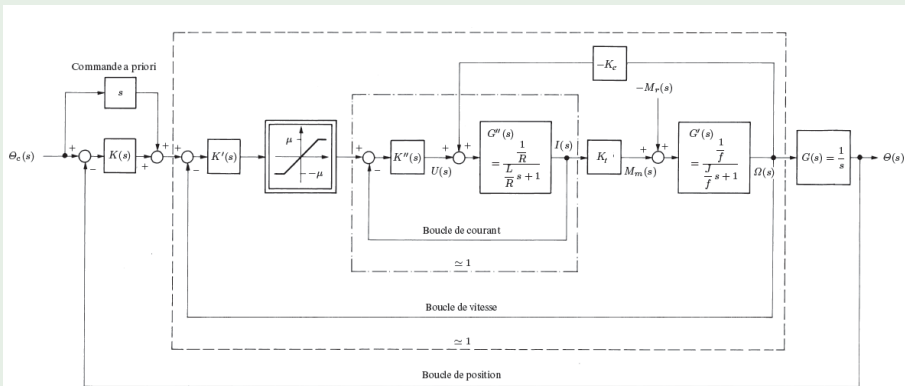 Commande a priori
s
−K_e
−M_r(s)
Θ_c(s)
+
−
K(s)
+
+
+
−
K′(s)
μ
−μ
+
−
K″(s)
+
+
U(s)
G″(s)
= 1/R / L/R s + 1
I(s)
K_t
M_m(s)
+
+
G′(s)
= 1/f / J/f s + 1
Ω(s)
G(s) = 1/s
Θ(s)
Boucle de courant
≃ 1
Boucle de vitesse
≃ 1
Boucle de position